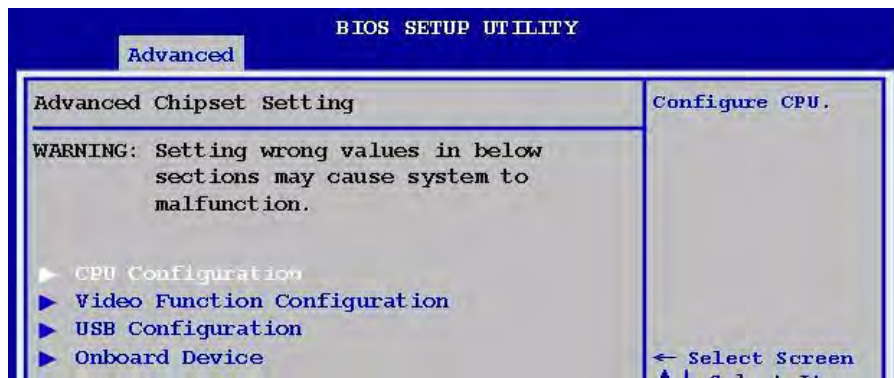 BIOS SETUP UTILITY
Advanced
Advanced Chipset Setting
WARNING: Setting wrong values in below
sections may cause system to
malfunction.
► CPU Configuration
► Video Function Configuration
► USB Configuration
► Onboard Device
Configure CPU.
← Select Screen